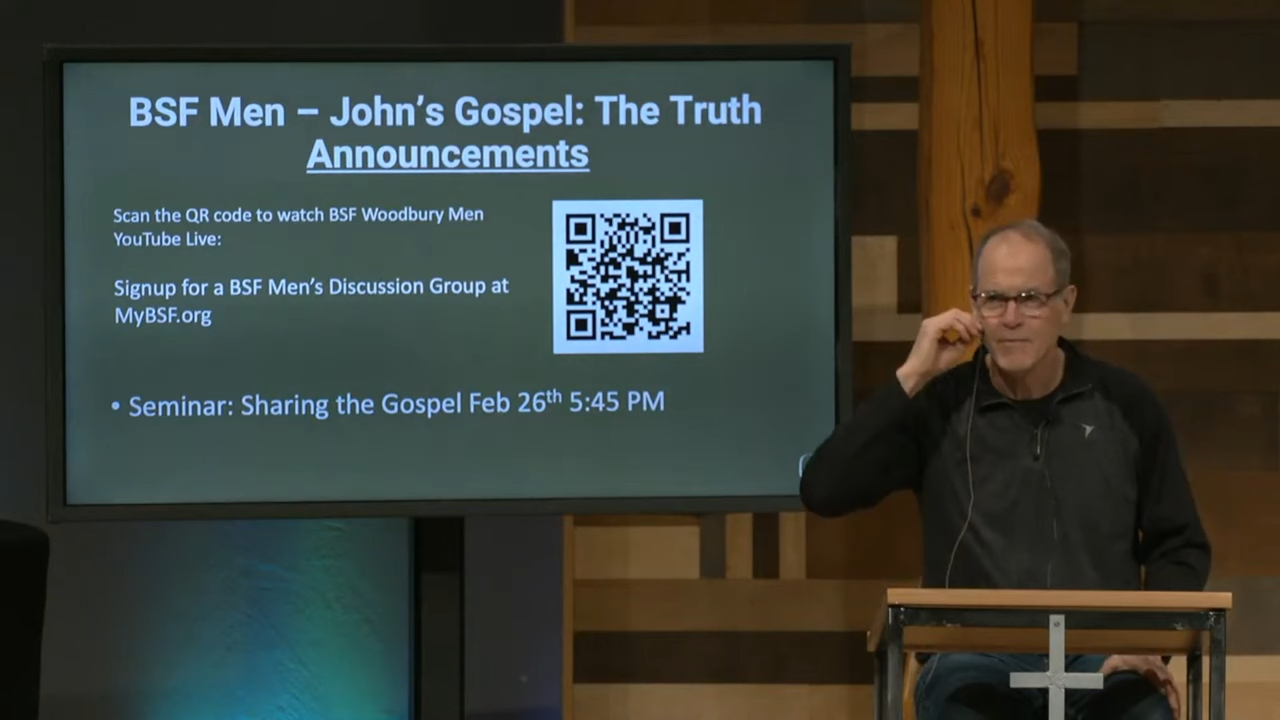 BSF Men – John’s Gospel: The Truth
Announcements
Scan the QR code to watch BSF Woodbury Men
YouTube Live:
Signup for a BSF Men’s Discussion Group at
MyBSF.org
• Seminar: Sharing the Gospel Feb 26th 5:45 PM